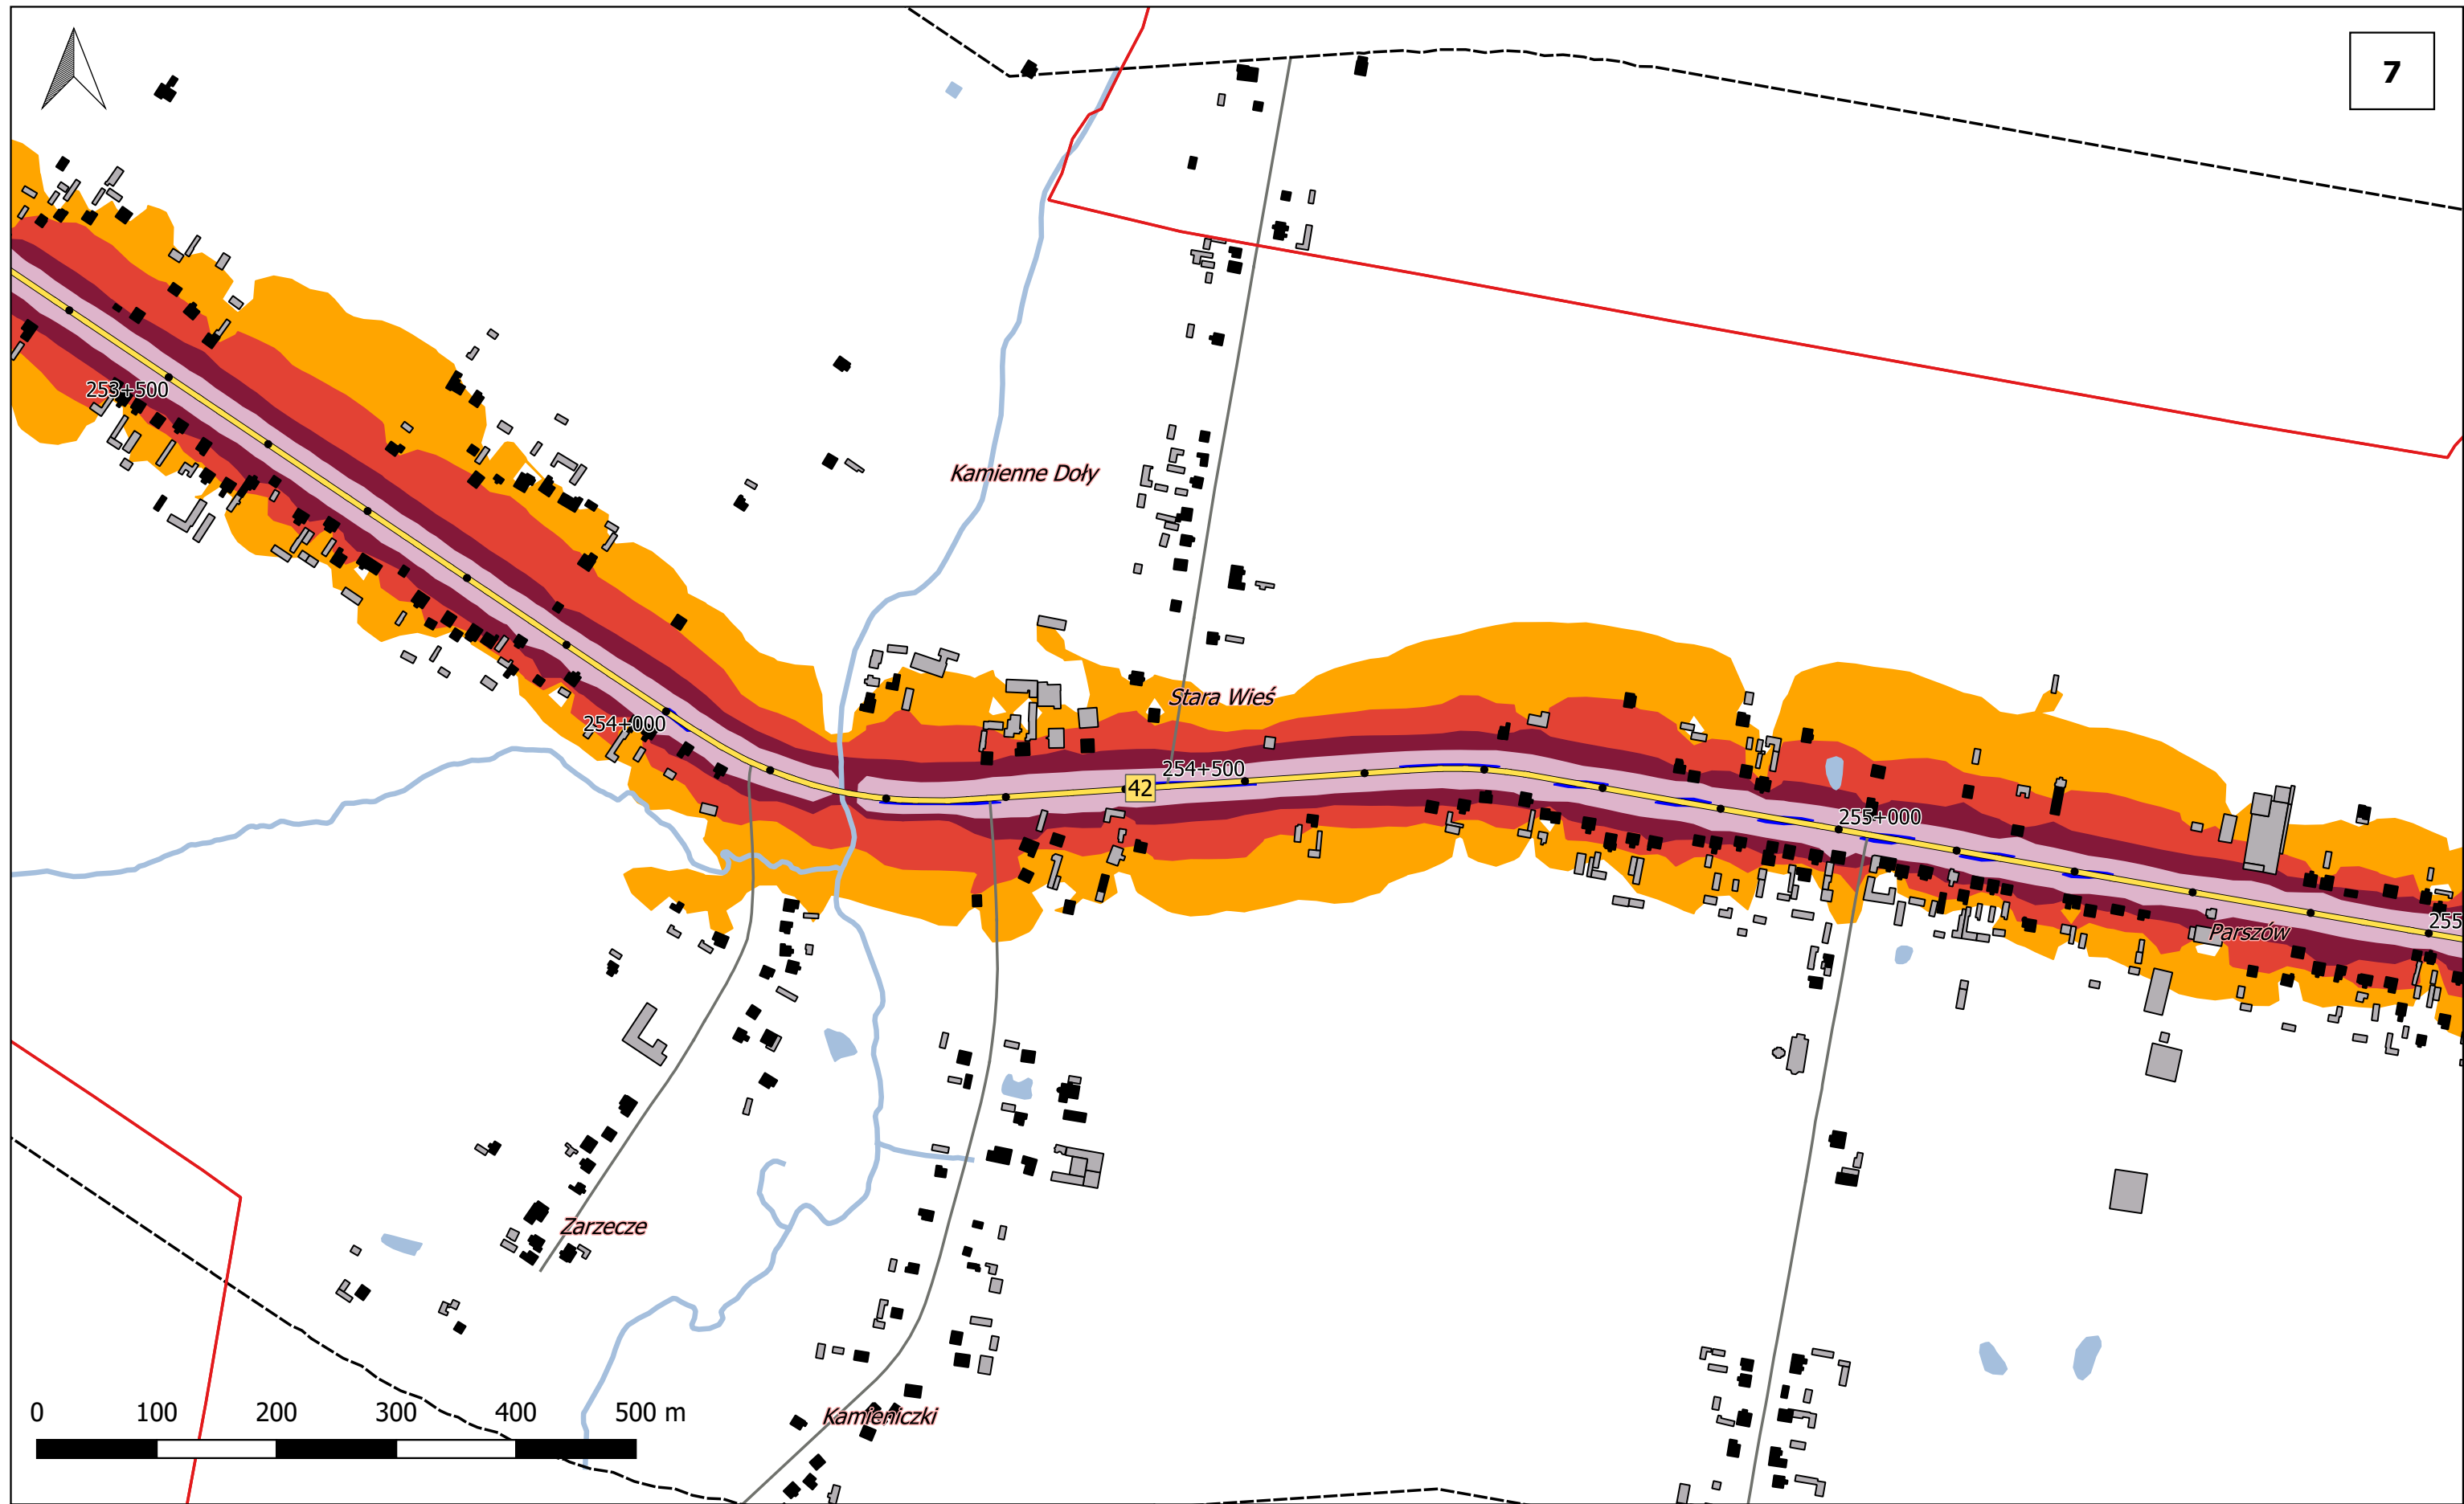 7
253+500
Kamienne Doły
Stara Wieś
254+000
254+500
42
255+000
255
Parszów
Zarzecze
Kamieniczki
0 100 200 300 400 500 m